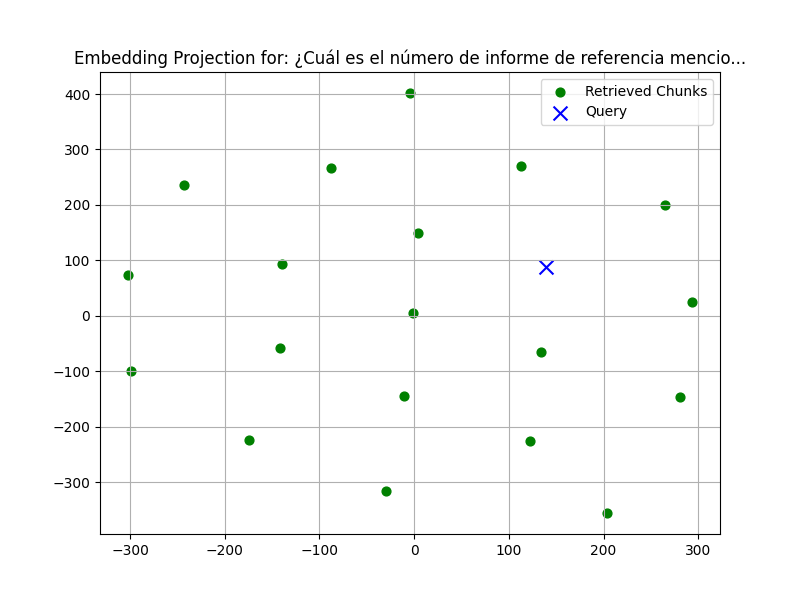 Embedding Projection for: ¿Cuál es el número de informe de referencia mencio...
Retrieved Chunks
Query
400
300
200
100
0
−100
−200
−300
−300 −200 −100 0 100 200 300